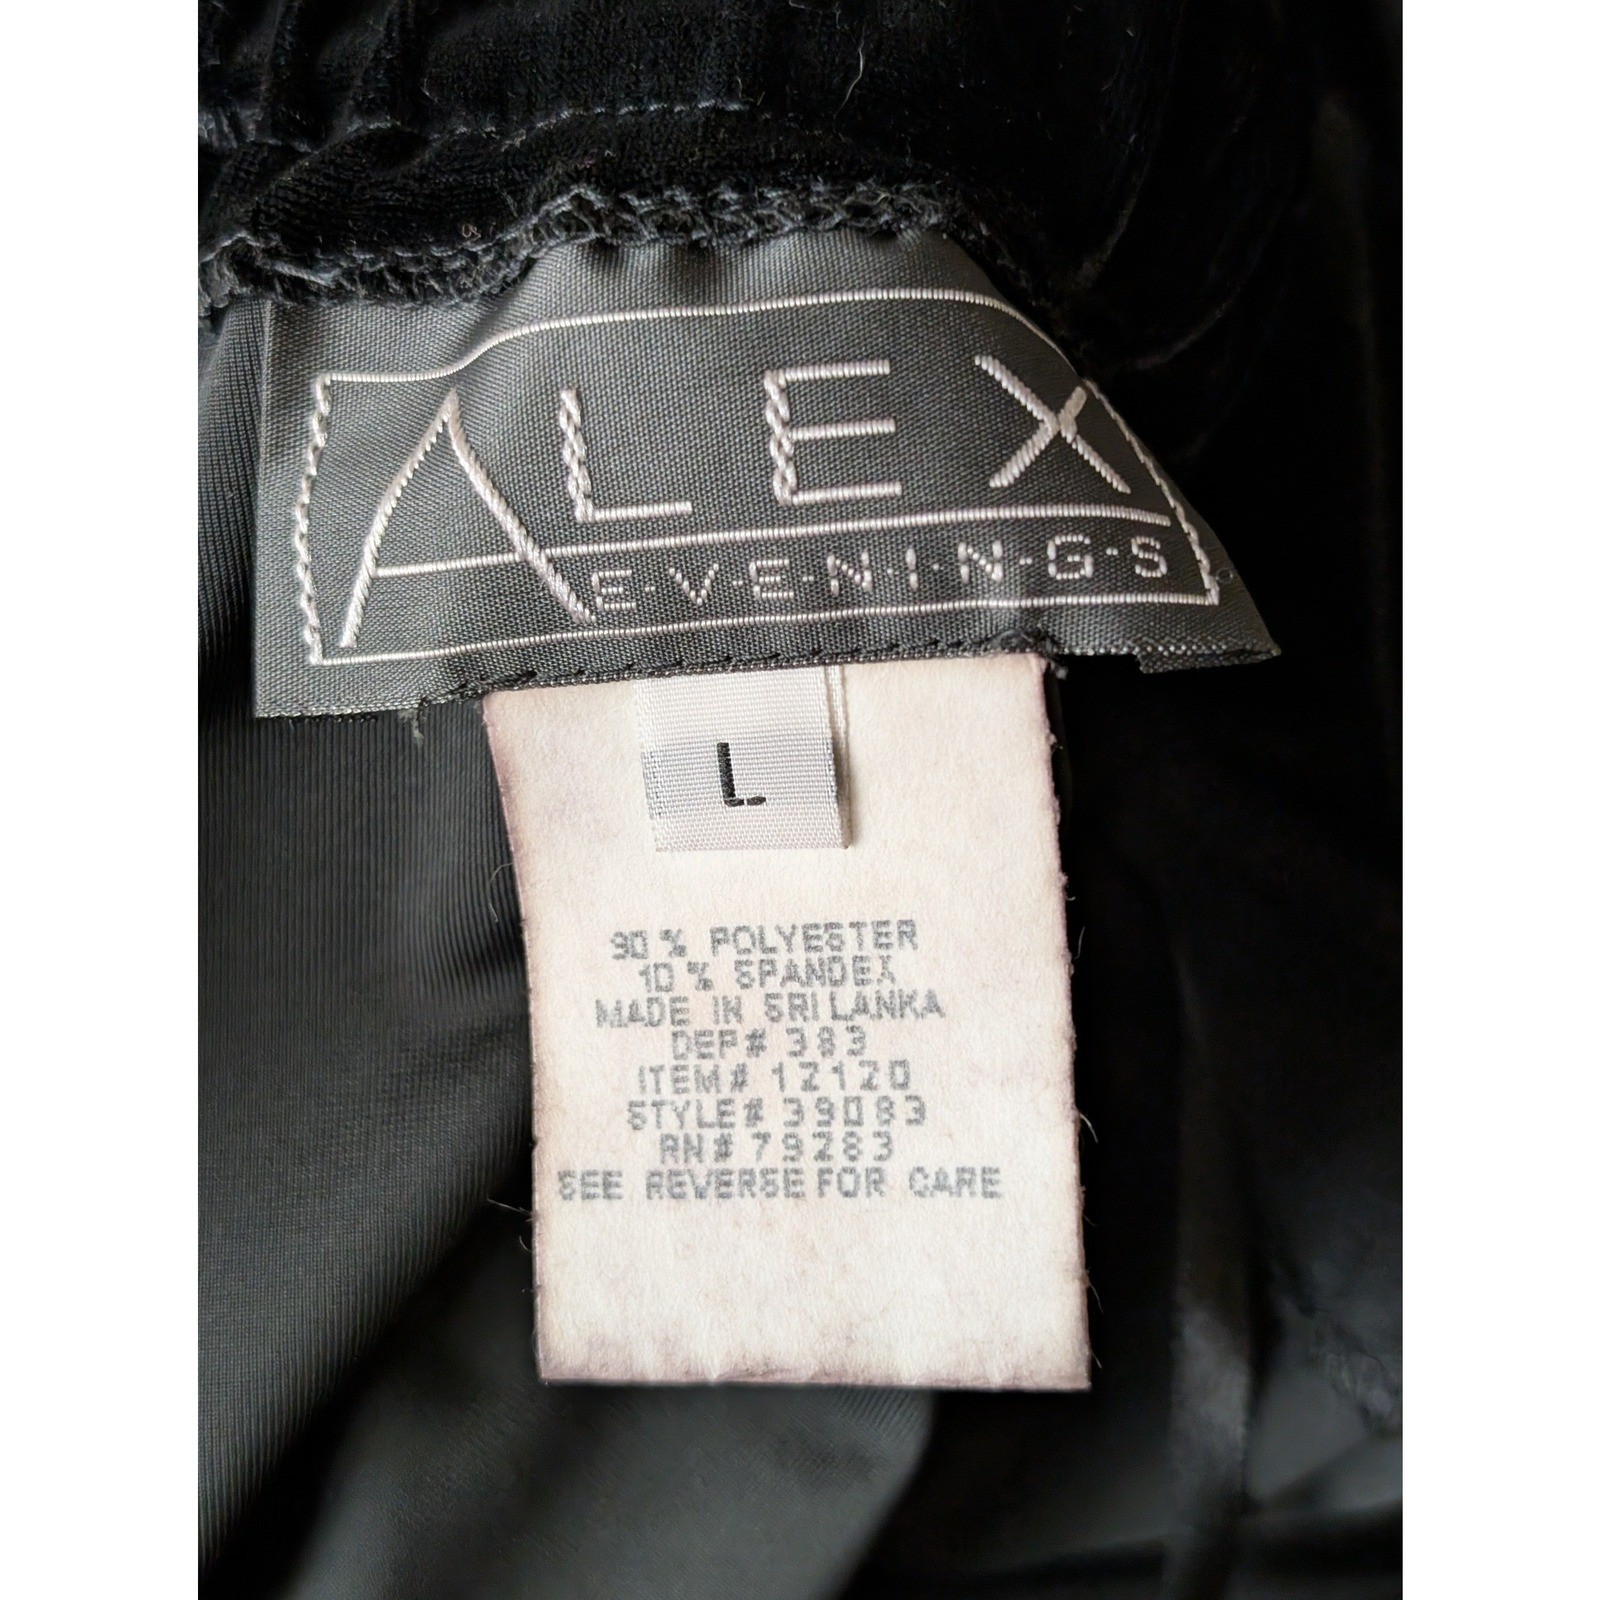 ALEX
E·V·E·N·I·N·G·S
L
90 % POLYESTER
10 % SPANDEX
MADE IN SRI LANKA
DEP# 383
ITEM# 12120
STYLE# 39083
RN# 79283
SEE REVERSE FOR CARE